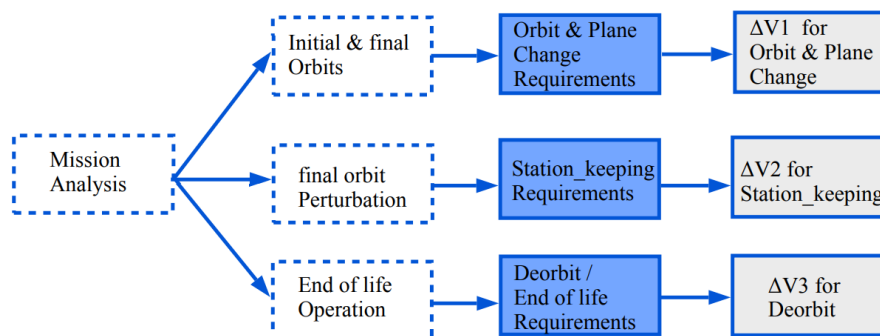 Mission
Analysis
Initial & final
Orbits
Orbit & Plane
Change
Requirements
ΔV1 for
Orbit & Plane
Change
final orbit
Perturbation
Station_keeping
Requirements
ΔV2 for
Station_keeping
End of life
Operation
Deorbit /
End of life
Requirements
ΔV3 for
Deorbit